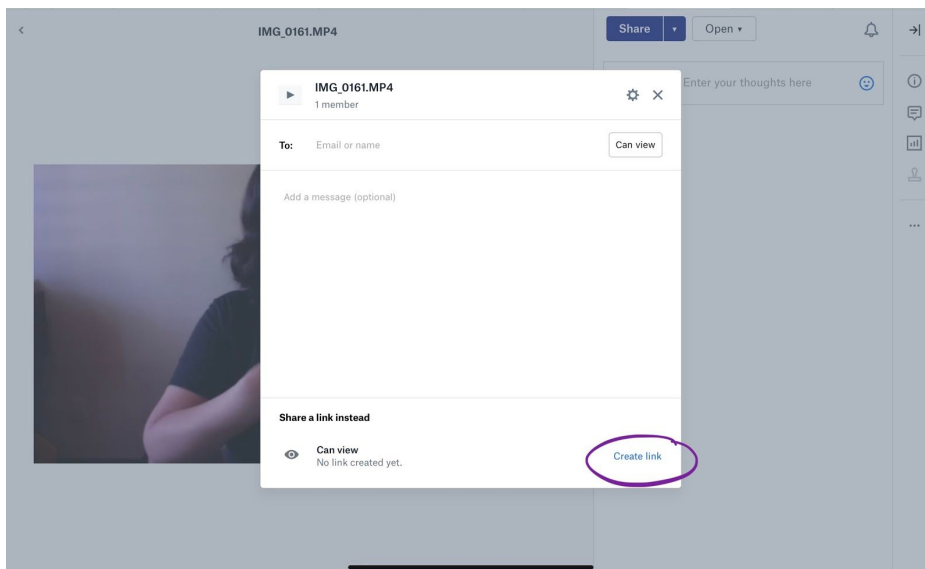 IMG_0161.MP4
Share
Open
Enter your thoughts here
IMG_0161.MP4
1 member
To:
Email or name
Can view
Add a message (optional)
Share a link instead
Can view
No link created yet.
Create link